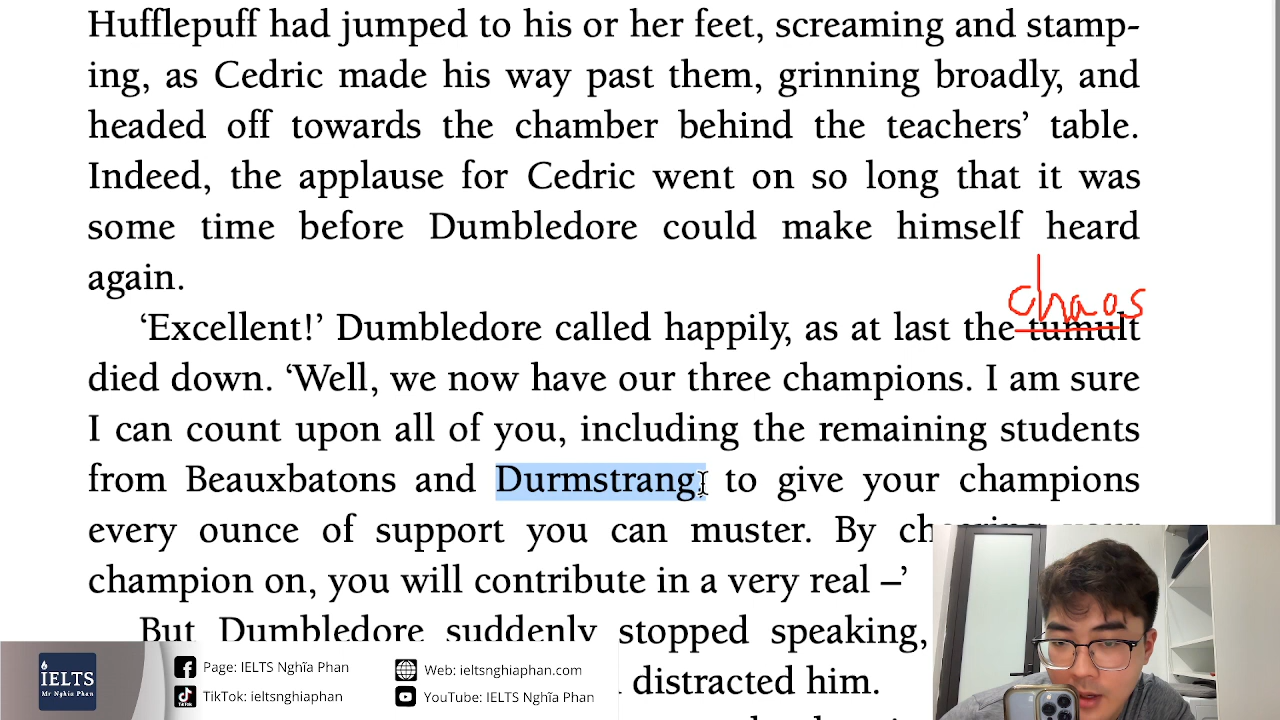 Hufflepuff had jumped to his or her feet, screaming and stamp-
ing, as Cedric made his way past them, grinning broadly, and
headed off towards the chamber behind the teachers’ table.
Indeed, the applause for Cedric went on so long that it was
some time before Dumbledore could make himself heard
again.
chaos
‘Excellent!’ Dumbledore called happily, as at last the tumult
died down. ‘Well, we now have our three champions. I am sure
I can count upon all of you, including the remaining students
from Beauxbatons and Durmstrang, to give your champions
every ounce of support you can muster. By cheering your
champion on, you will contribute in a very real –’
But Dumbledore suddenly stopped speaking,
distracted him.
IELTS
Mr Nghia Phan
Page: IELTS Nghĩa Phan
TikTok: ieltsnghiaphan
Web: ieltsnghiaphan.com
YouTube: IELTS Nghĩa Phan